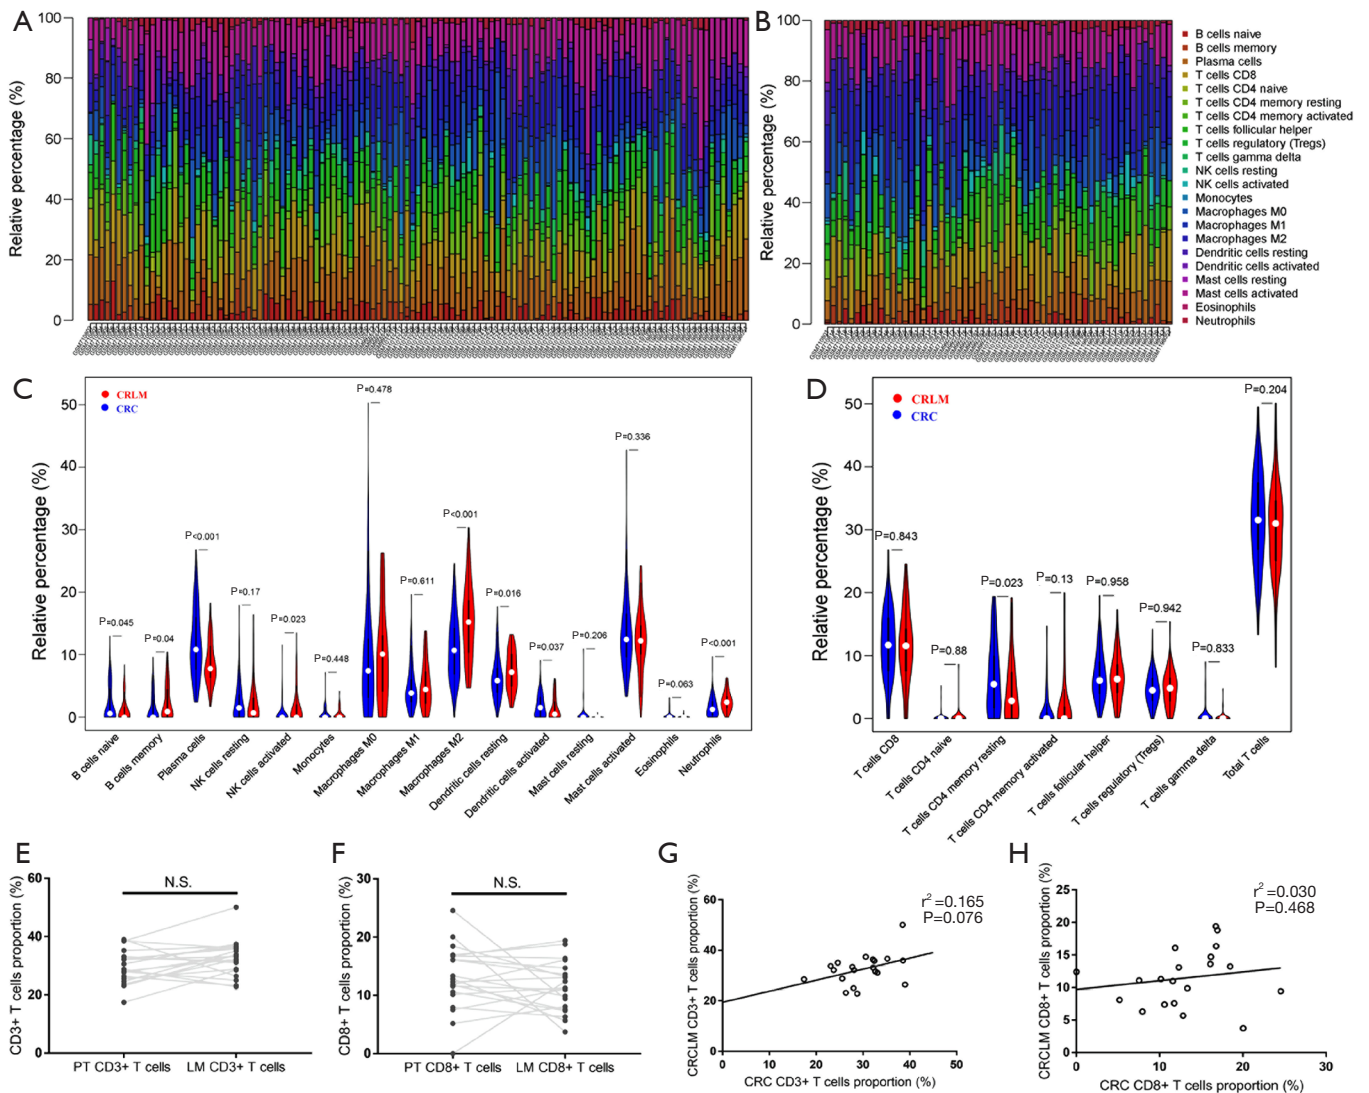 A
Relative percentage (%)
100
80
60
40
20
0
B
Relative percentage (%)
100
80
60
40
20
0
B cells naive
B cells memory
Plasma cells
T cells CD8
T cells CD4 naive
T cells CD4 memory resting
T cells CD4 memory activated
T cells follicular helper
T cells regulatory (Tregs)
T cells gamma delta
NK cells resting
NK cells activated
Monocytes
Macrophages M0
Macrophages M1
Macrophages M2
Dendritic cells resting
Dendritic cells activated
Mast cells resting
Mast cells activated
Eosinophils
Neutrophils
C
CRLM
CRC
Relative percentage (%)
50
40
30
20
10
0
P=0.045
P=0.04
P<0.001
P=0.17
P=0.023
P=0.448
P=0.478
P=0.611
P<0.001
P=0.016
P=0.037
P=0.206
P=0.336
P=0.063
P<0.001
B cells naive
B cells memory
Plasma cells
NK cells resting
NK cells activated
Monocytes
Macrophages M0
Macrophages M1
Macrophages M2
Dendritic cells resting
Dendritic cells activated
Mast cells resting
Mast cells activated
Eosinophils
Neutrophils
D
CRLM
CRC
Relative percentage (%)
50
40
30
20
10
0
P=0.843
P=0.88
P=0.023
P=0.13
P=0.958
P=0.942
P=0.833
P=0.204
T cells CD8
T cells CD4 naive
T cells CD4 memory resting
T cells CD4 memory activated
T cells follicular helper
T cells regulatory (Tregs)
T cells gamma delta
Total T cells
E
CD3+ T cells proportion (%)
60
40
20
0
N.S.
PT CD3+ T cells
LM CD3+ T cells
F
CD8+ T cells proportion (%)
30
20
10
0
N.S.
PT CD8+ T cells
LM CD8+ T cells
G
CRCLM CD3+ T cells proportion (%)
60
40
20
0
r²=0.165
P=0.076
0 10 20 30 40 50
CRC CD3+ T cells proportion (%)
H
CRCLM CD8+ T cells proportion (%)
25
20
15
10
5
0
r²=0.030
P=0.468
0 10 20 30
CRC CD8+ T cells proportion (%)